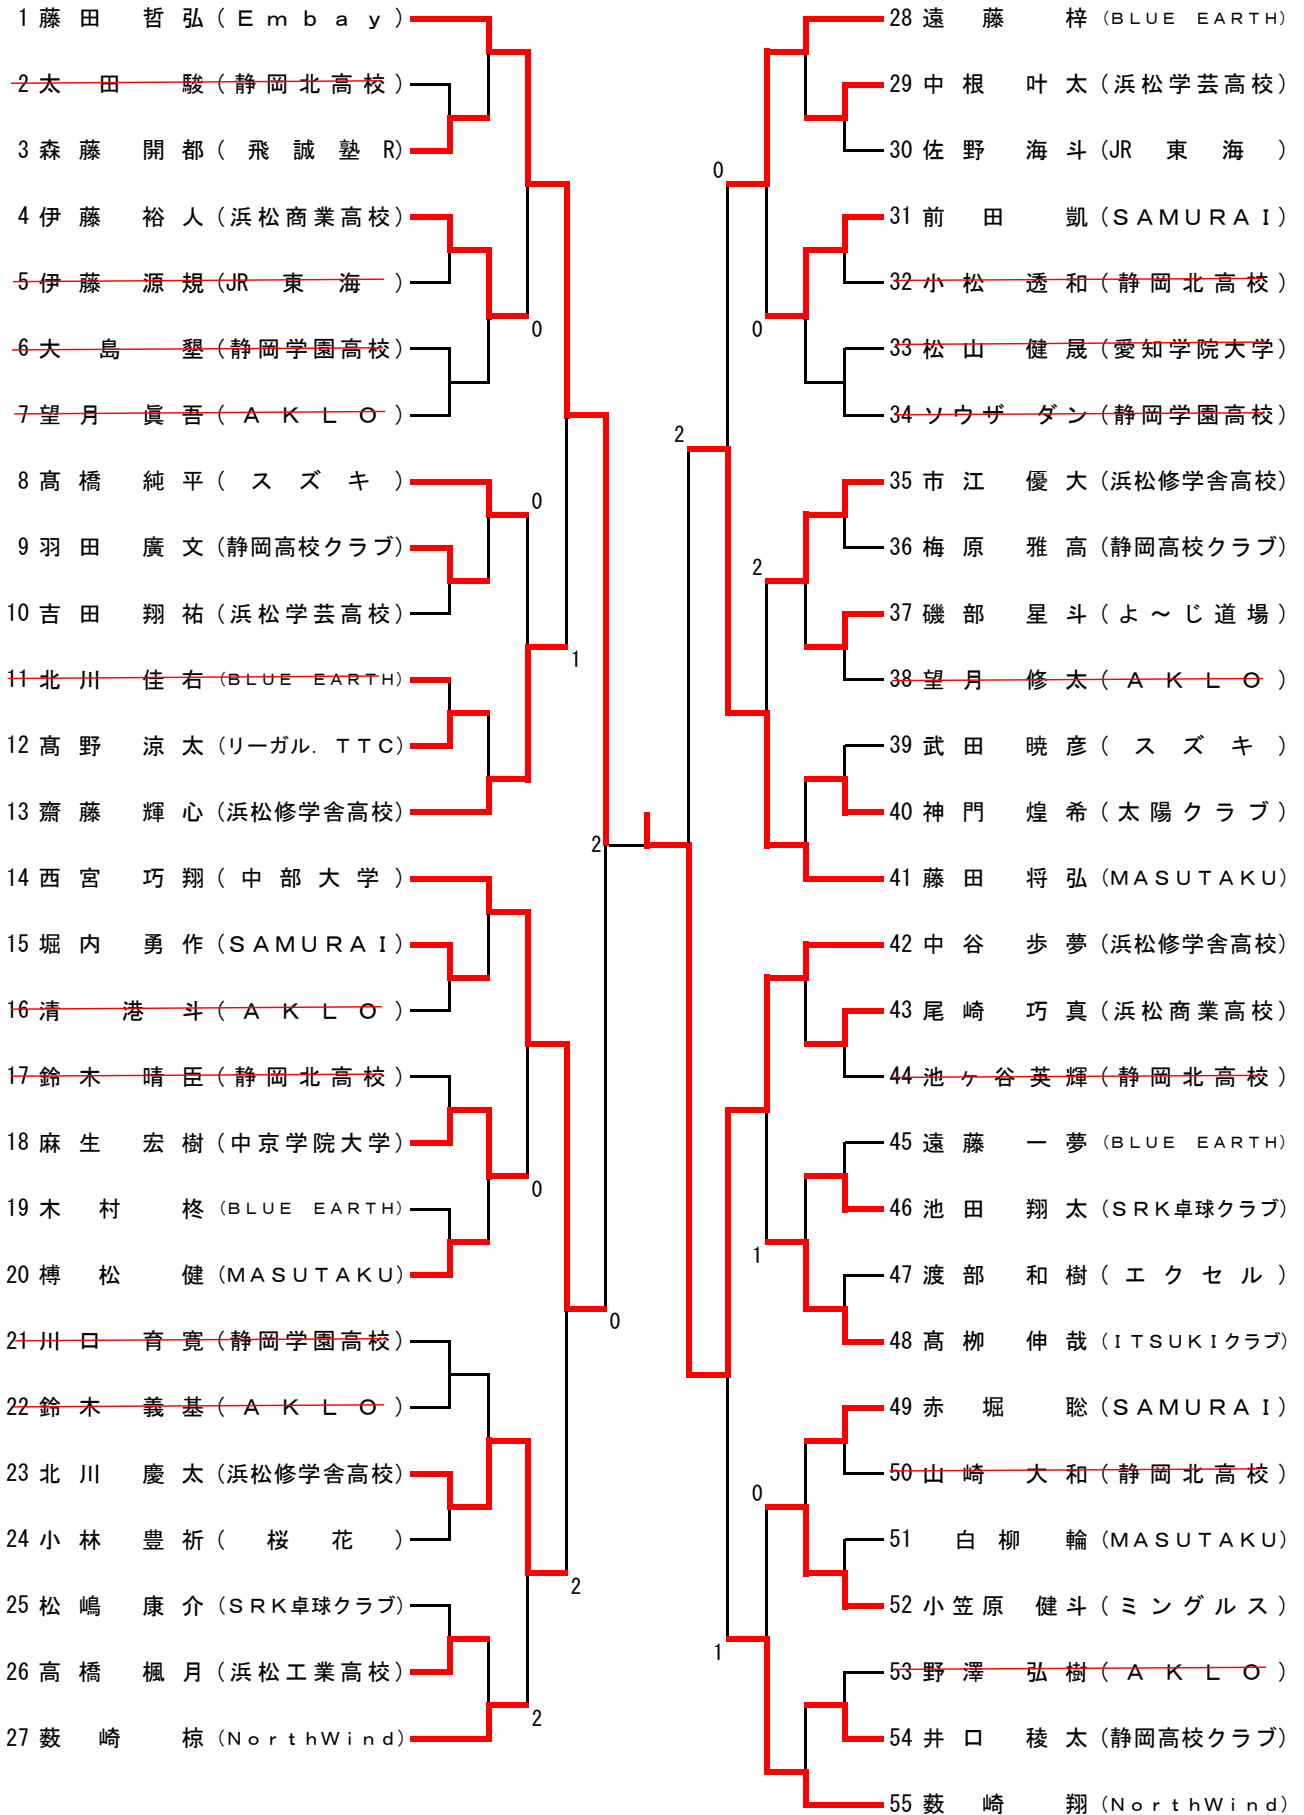 1 藤田 哲弘 (Embay)
2 太田 駿 (静岡北高校)
3 森藤 開都 (飛誠塾R)
4 伊藤 裕人 (浜松商業高校)
5 伊藤 源規 (JR東海)
6 大島 墾 (静岡学園高校)
7 望月 眞吾 (AKLO)
8 髙橋 純平 (スズキ)
9 羽田 廣文 (静岡高校クラブ)
10 吉田 翔祐 (浜松学芸高校)
11 北川 佳右 (BLUE EARTH)
12 髙野 涼太 (リーガル.TTC)
13 齋藤 輝心 (浜松修学舎高校)
14 西宮 巧翔 (中部大学)
15 堀内 勇作 (SAMURAI)
16 清 港斗 (AKLO)
17 鈴木 晴臣 (静岡北高校)
18 麻生 宏樹 (中京学院大学)
19 木村 柊 (BLUE EARTH)
20 榑松 健 (MASUTAKU)
21 川口 育寛 (静岡学園高校)
22 鈴木 義基 (AKLO)
23 北川 慶太 (浜松修学舎高校)
24 小林 豊祈 (桜花)
25 松嶋 康介 (SRK卓球クラブ)
26 高橋 楓月 (浜松工業高校)
27 薮崎 椋 (NorthWind)
0
0
1
2
0
0
2
2
0
0
2
2
1
0
1
28 遠藤 梓 (BLUE EARTH)
29 中根 叶太 (浜松学芸高校)
30 佐野 海斗 (JR東海)
31 前田 凱 (SAMURAI)
32 小松 透和 (静岡北高校)
33 松山 健晟 (愛知学院大学)
34 ソウザ ダン (静岡学園高校)
35 市江 優大 (浜松修学舎高校)
36 梅原 雅高 (静岡高校クラブ)
37 磯部 星斗 (よ～じ道場)
38 望月 修太 (AKLO)
39 武田 暁彦 (スズキ)
40 神門 煌希 (太陽クラブ)
41 藤田 将弘 (MASUTAKU)
42 中谷 歩夢 (浜松修学舎高校)
43 尾崎 巧真 (浜松商業高校)
44 池ヶ谷英輝 (静岡北高校)
45 遠藤 一夢 (BLUE EARTH)
46 池田 翔太 (SRK卓球クラブ)
47 渡部 和樹 (エクセル)
48 髙栁 伸哉 (ITSUKIクラブ)
49 赤堀 聡 (SAMURAI)
50 山崎 大和 (静岡北高校)
51 白柳 輪 (MASUTAKU)
52 小笠原 健斗 (ミングルス)
53 野澤 弘樹 (AKLO)
54 井口 稜太 (静岡高校クラブ)
55 薮崎 翔 (NorthWind)